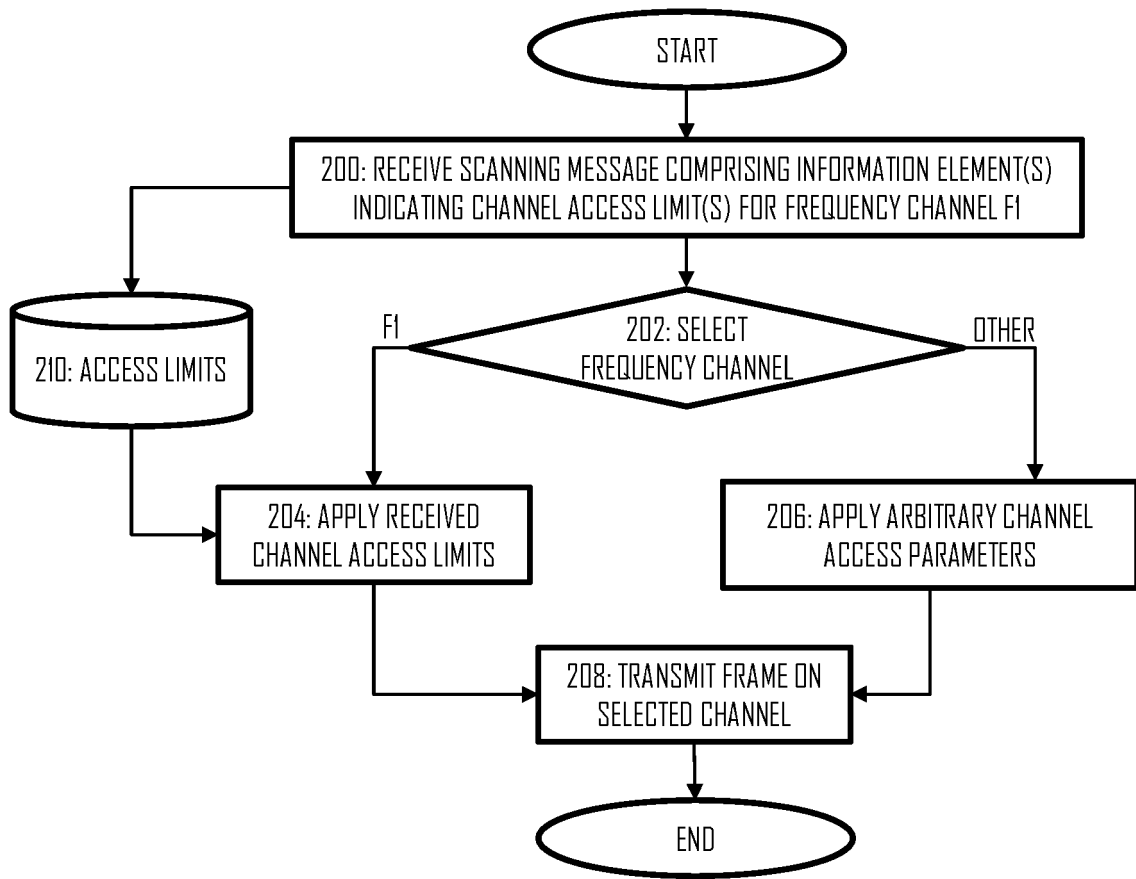 START
200: RECEIVE SCANNING MESSAGE COMPRISING INFORMATION ELEMENT(S)
INDICATING CHANNEL ACCESS LIMIT(S) FOR FREQUENCY CHANNEL F1
F1
202: SELECT
FREQUENCY CHANNEL
OTHER
210: ACCESS LIMITS
204: APPLY RECEIVED
CHANNEL ACCESS LIMITS
206: APPLY ARBITRARY CHANNEL
ACCESS PARAMETERS
208: TRANSMIT FRAME ON
SELECTED CHANNEL
END